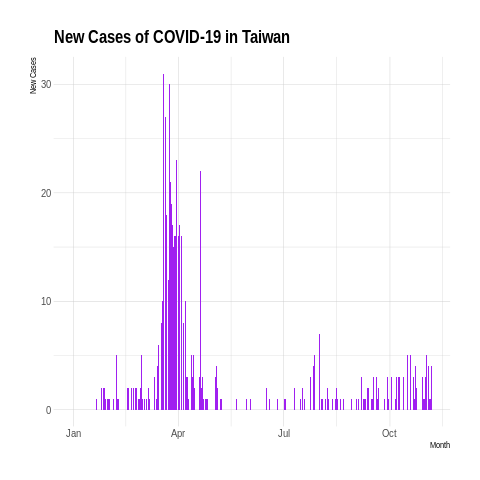 New Cases of COVID-19 in Taiwan
New Cases
30
20
10
0
Jan Apr Jul Oct
Month